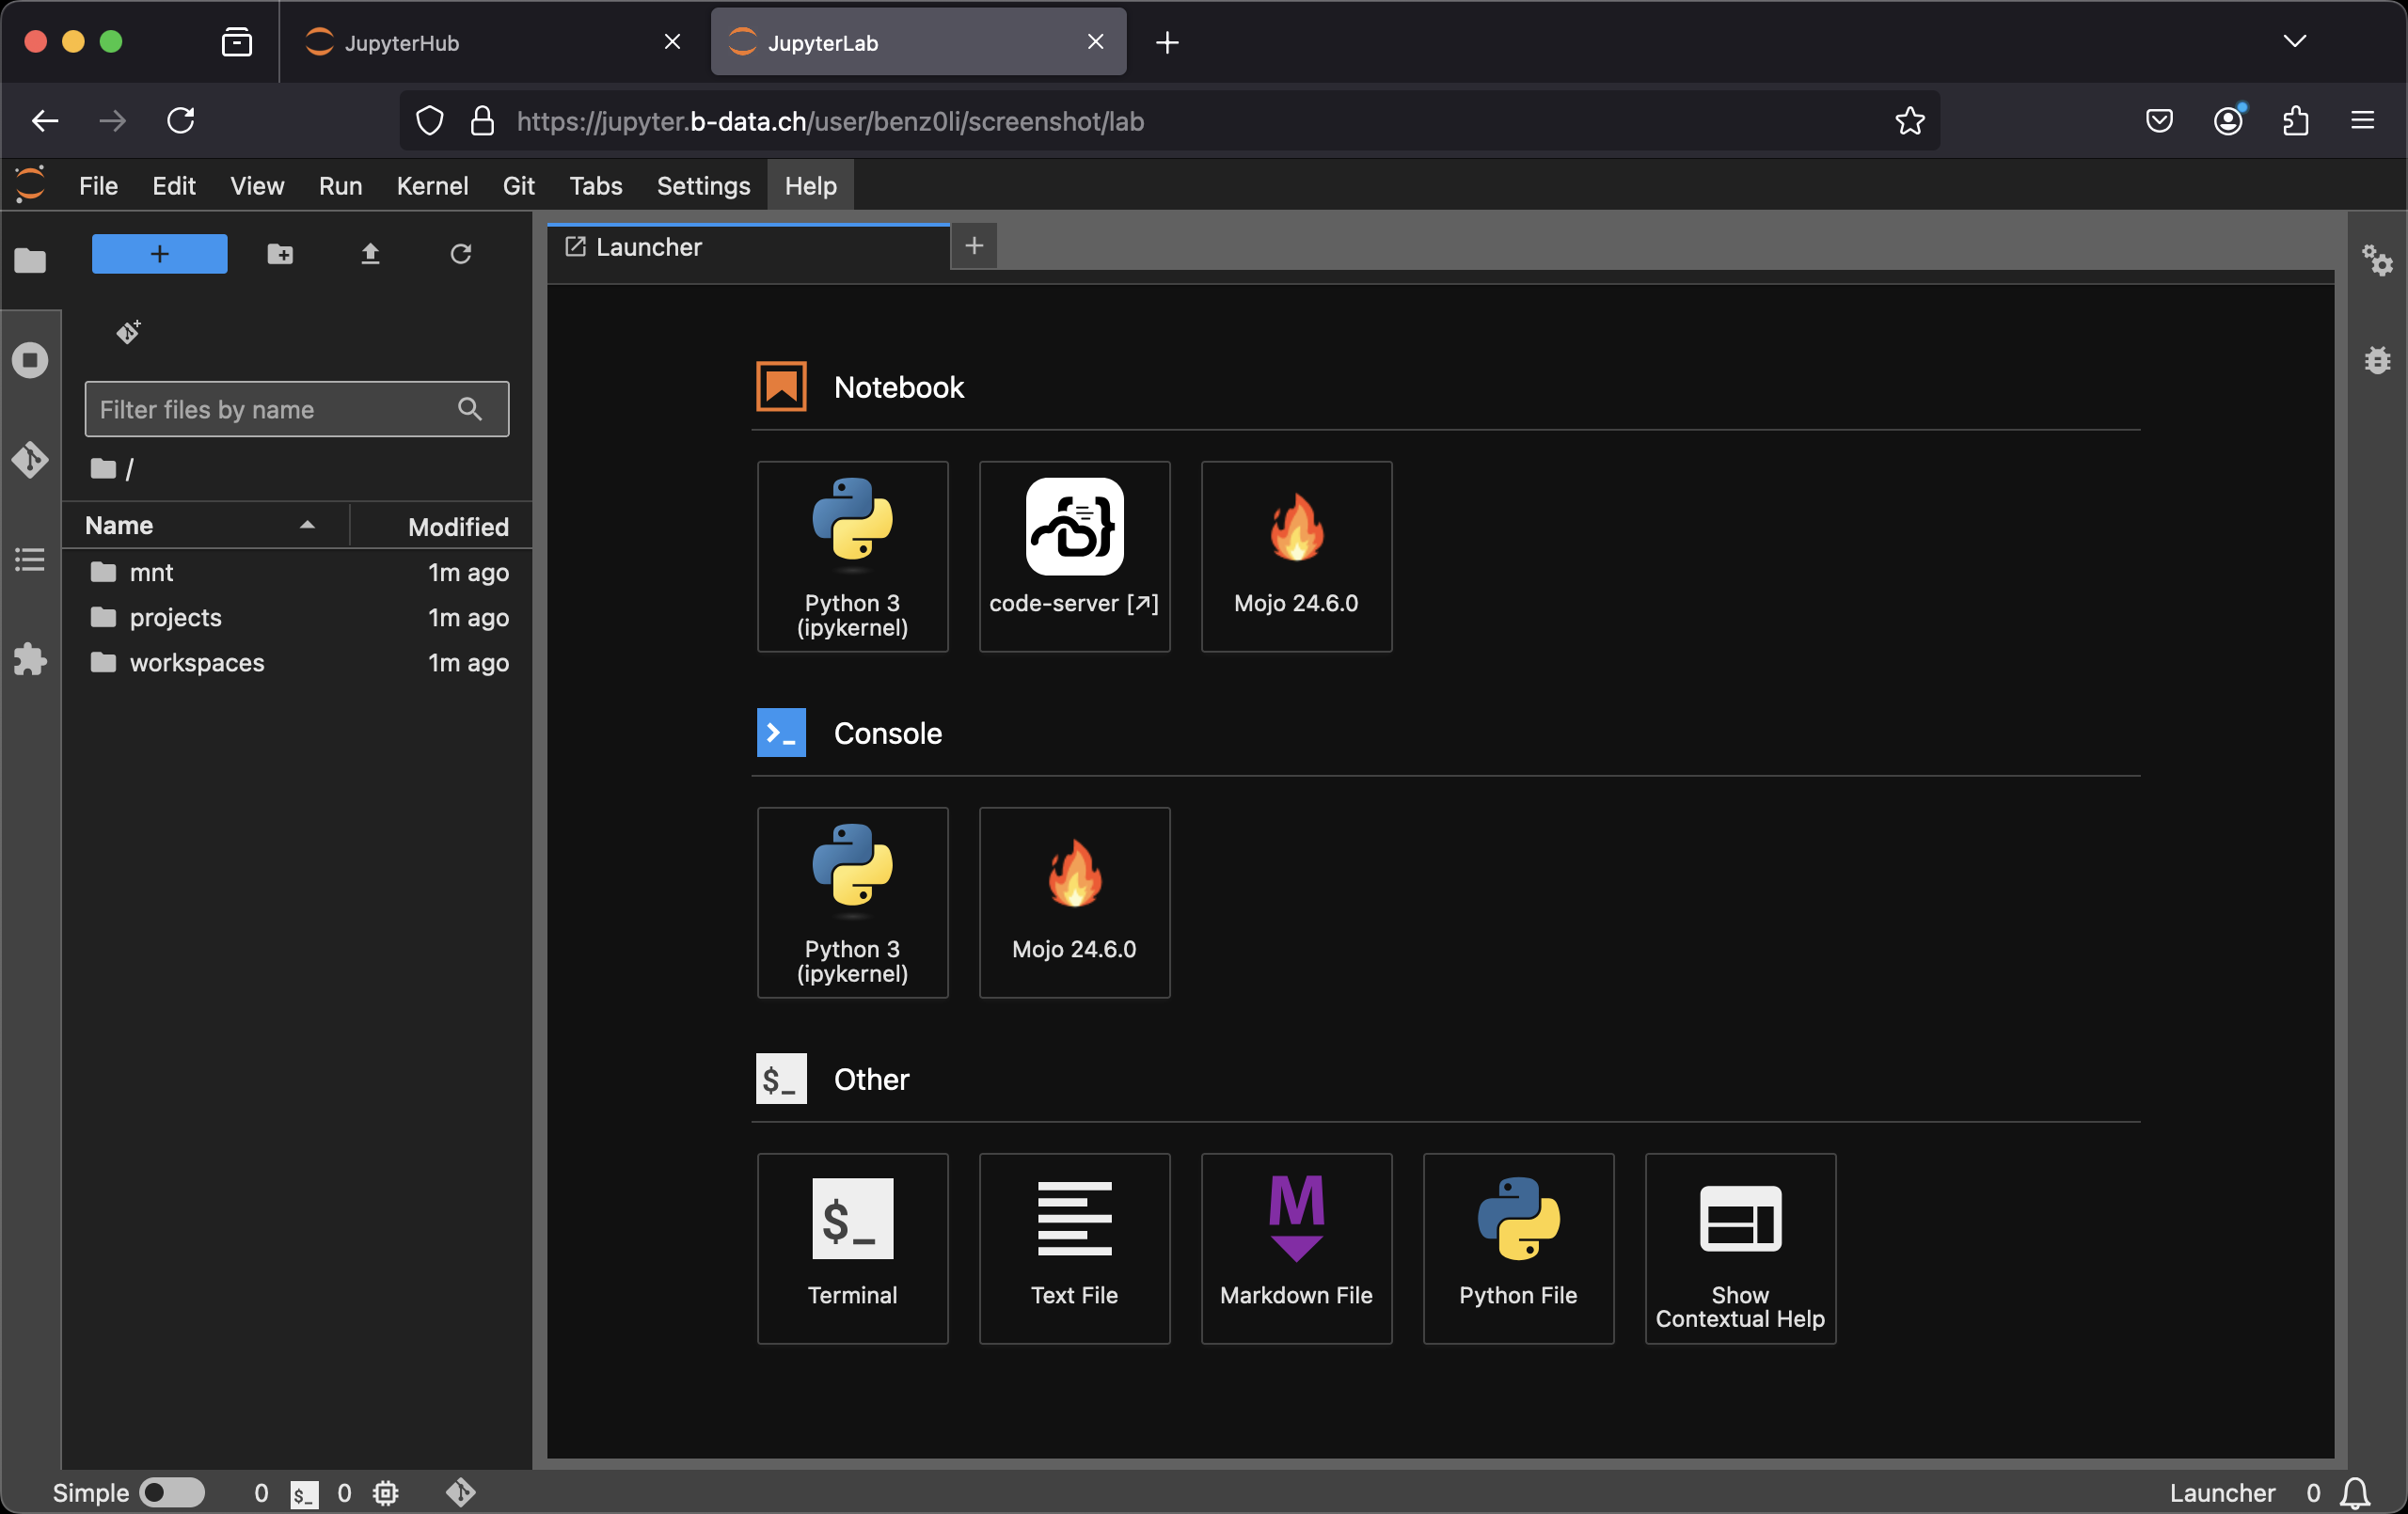 JupyterHub
JupyterLab
https://jupyter.b-data.ch/user/benz0li/screenshot/lab
File Edit View Run Kernel Git Tabs Settings Help
Launcher
Filter files by name
/
Name Modified
mnt 1m ago
projects 1m ago
workspaces 1m ago
Notebook
Python 3
(ipykernel)
code-server [↗]
Mojo 24.6.0
Console
Python 3
(ipykernel)
Mojo 24.6.0
$_ Other
$_
Terminal
Text File
M
Markdown File
Python File
Show
Contextual Help
Simple 0 $_ 0
Launcher 0